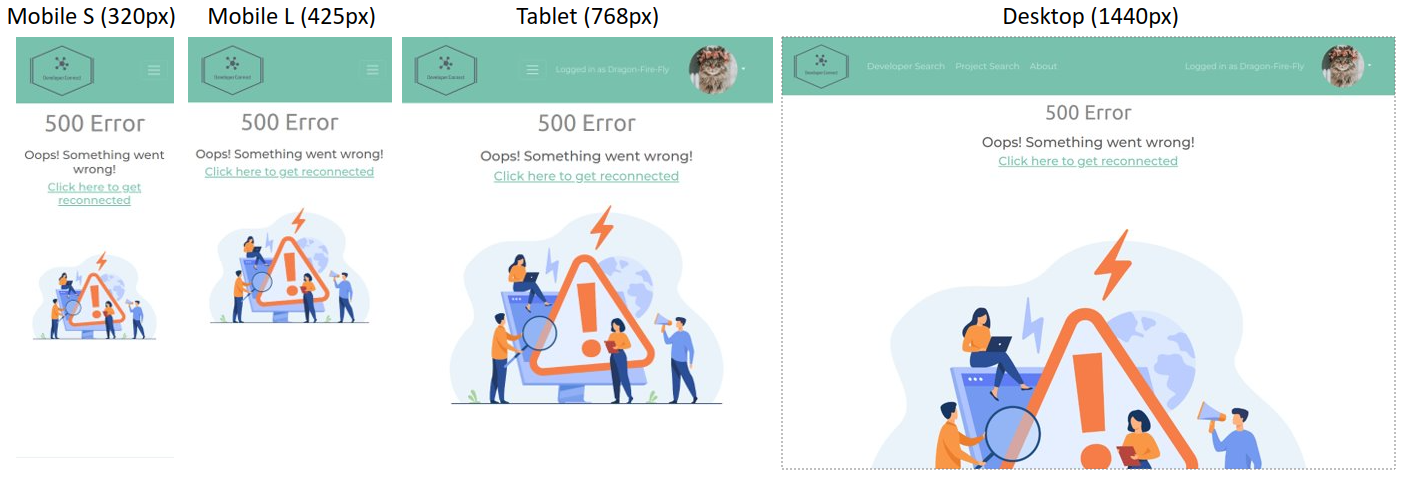 Mobile S (320px)
Mobile L (425px)
Tablet (768px)
Desktop (1440px)
Developer Connect
500 Error
Oops! Something went
wrong!
Click here to get
reconnected
Developer Connect
500 Error
Oops! Something went wrong!
Click here to get reconnected
Developer Connect
Logged in as Dragon-Fire-Fly
500 Error
Oops! Something went wrong!
Click here to get reconnected
Developer Connect
Developer Search Project Search About
Logged in as Dragon-Fire-Fly
500 Error
Oops! Something went wrong!
Click here to get reconnected